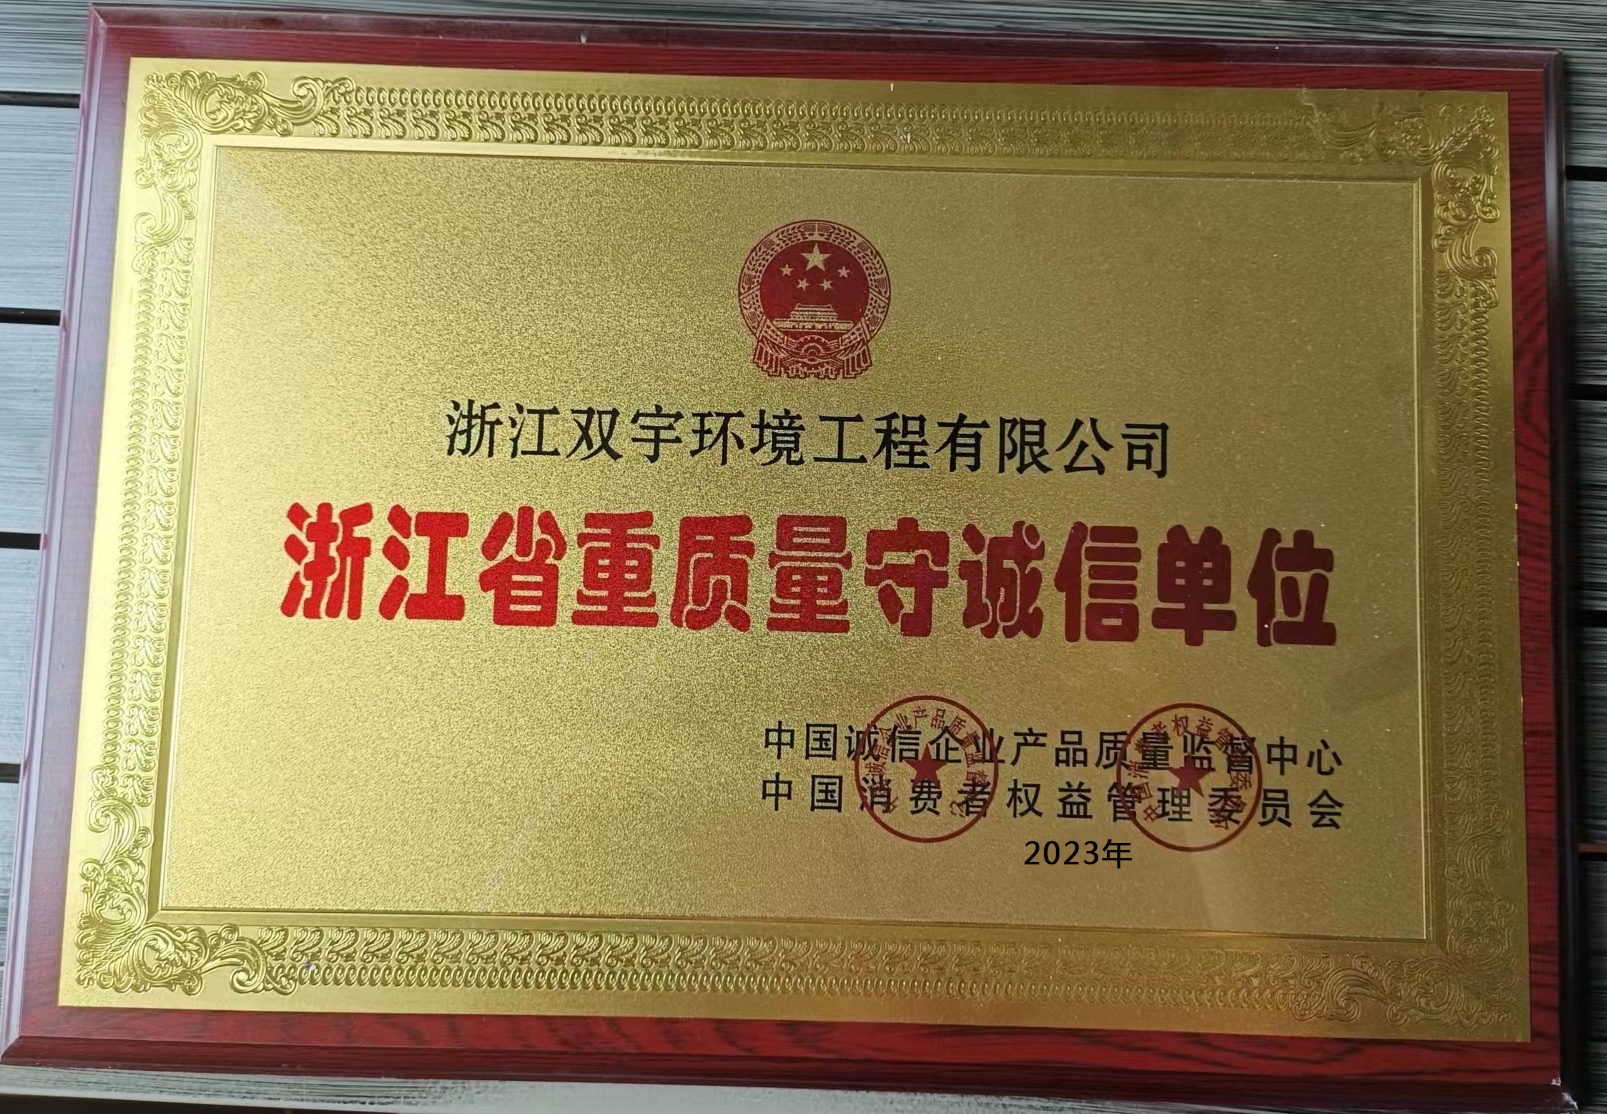 浙江双宇环境工程有限公司
浙江省重质量守诚信单位
中国诚信企业产品质量监督中心
中国消费者权益管理委员会
2023年